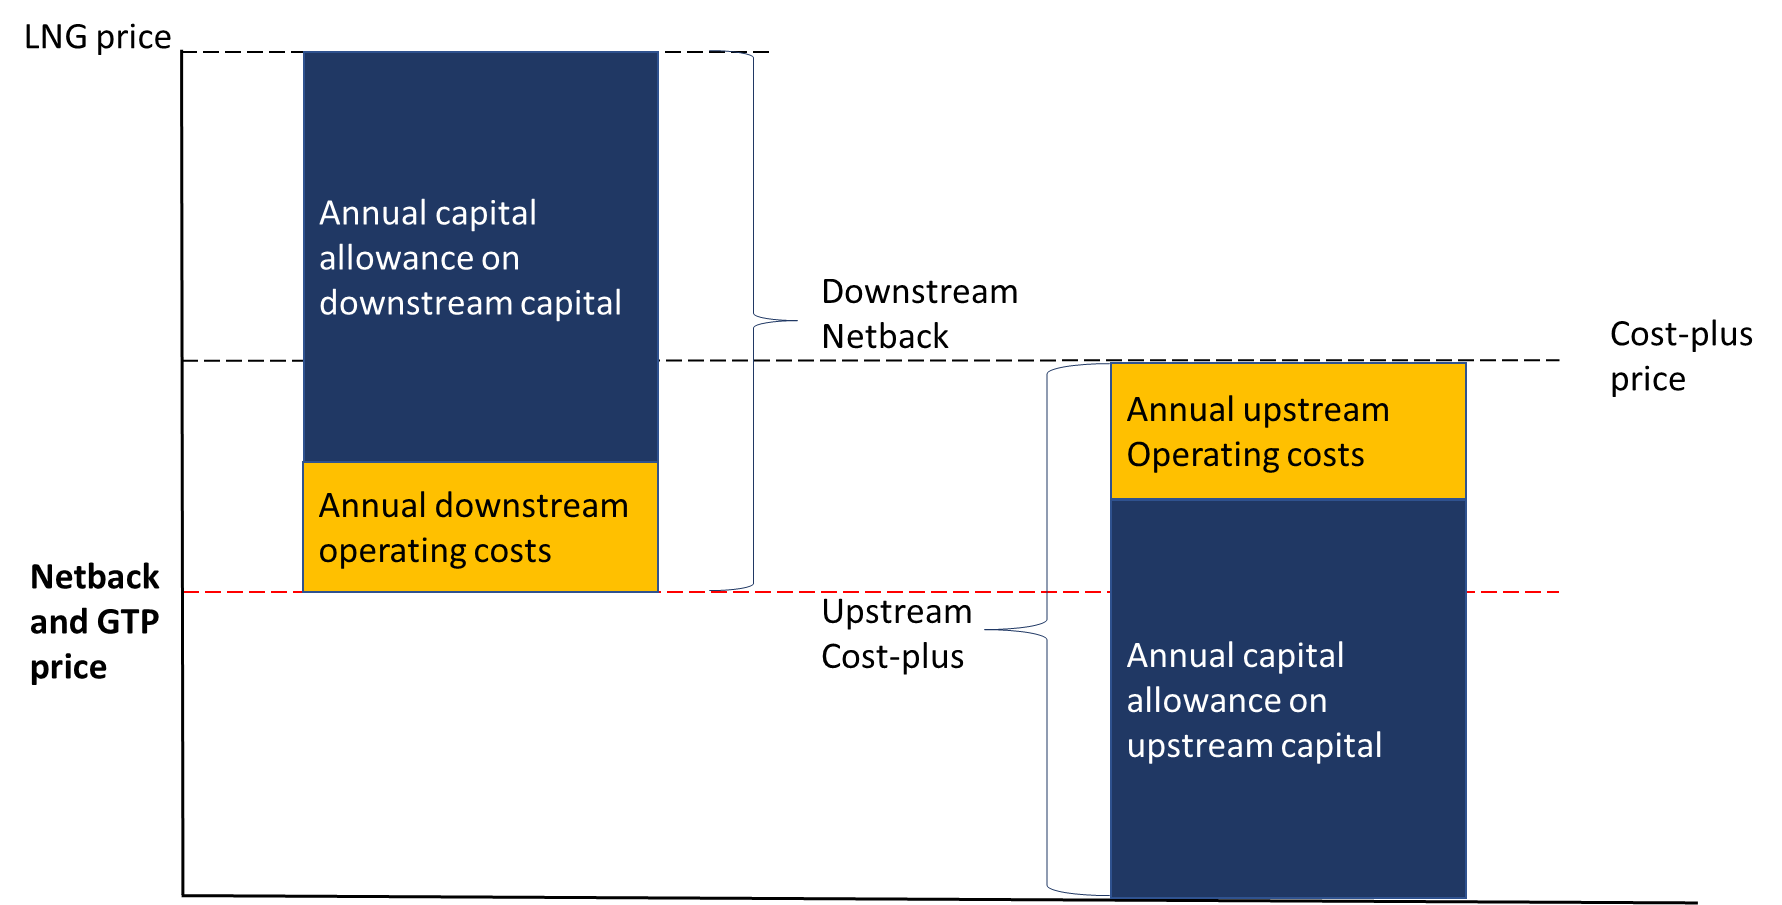 LNG price
Annual capital
allowance on
downstream capital
Annual downstream
operating costs
Netback
and GTP
price
Downstream
Netback
Upstream
Cost-plus
Cost-plus
price
Annual upstream
Operating costs
Annual capital
allowance on
upstream capital